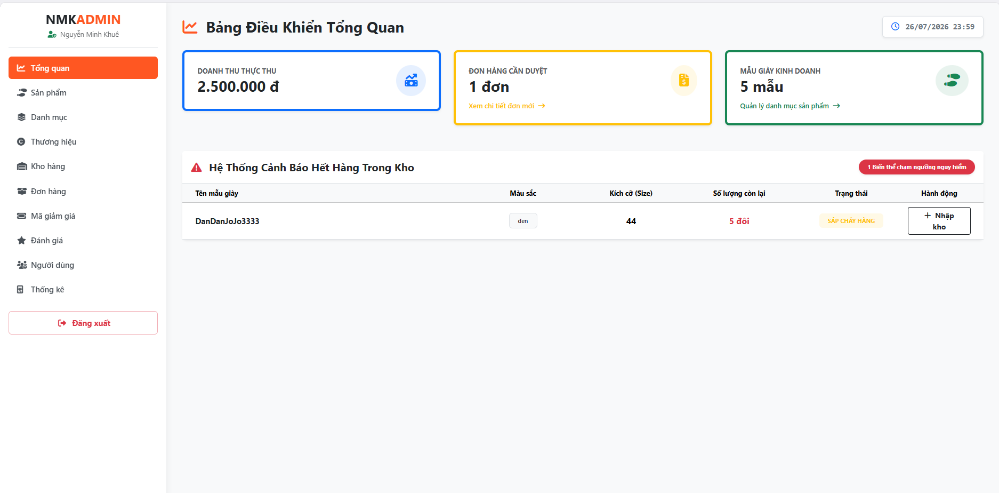 NMKADMIN
Nguyễn Minh Khuê
Tổng quan
Sản phẩm
Danh mục
Thương hiệu
Kho hàng
Đơn hàng
Mã giảm giá
Đánh giá
Người dùng
Thống kê
Đăng xuất
Bảng Điều Khiển Tổng Quan
26/07/2026 23:59
DOANH THU THỰC THU
2.500.000 đ
ĐƠN HÀNG CẦN DUYỆT
1 đơn
Xem chi tiết đơn mới →
MẪU GIÀY KINH DOANH
5 mẫu
Quản lý danh mục sản phẩm →
Hệ Thống Cảnh Báo Hết Hàng Trong Kho
1 Biến thể chạm ngưỡng nguy hiểm
Tên mẫu giày Màu sắc Kích cỡ (Size) Số lượng còn lại Trạng thái Hành động
DanDanJoJo3333 đen 44 5 đôi SẮP CHÁY HÀNG + Nhập
kho